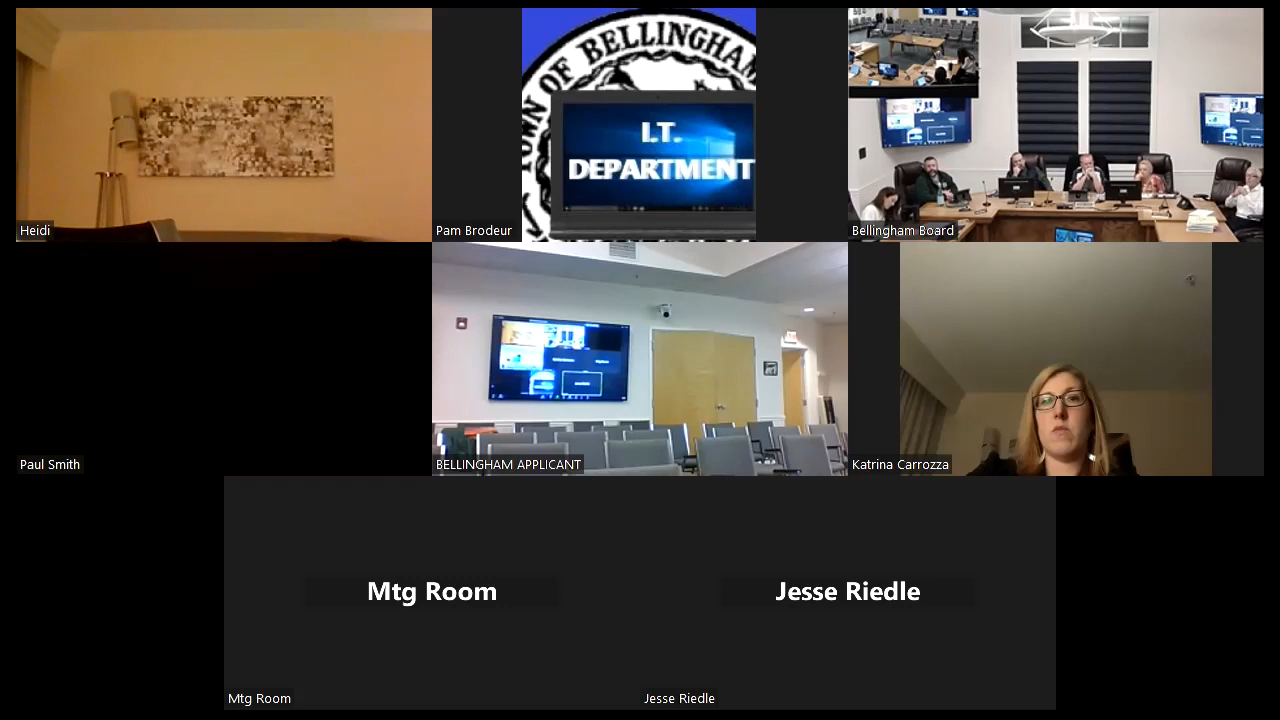 TOWN OF BELLINGHAM
I.T.
DEPARTMENT
Heidi
Pam Brodeur
Bellingham Board
Paul Smith
BELLINGHAM APPLICANT
Katrina Carrozza
Mtg Room
Jesse Riedle
Mtg Room
Jesse Riedle